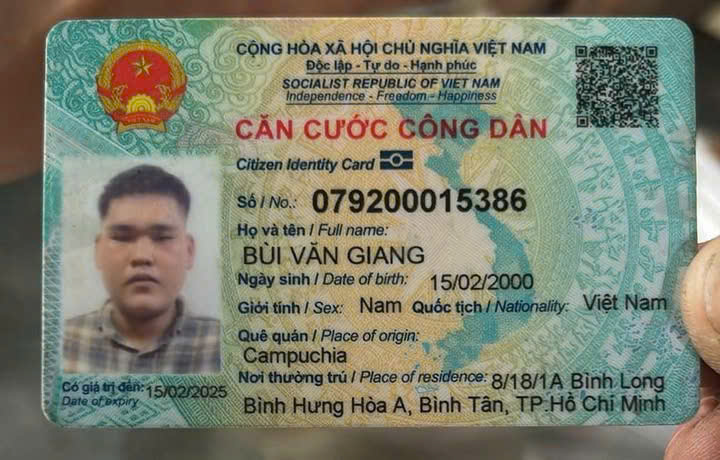 CỘNG HÒA XÃ HỘI CHỦ NGHĨA VIỆT NAM
Độc lập - Tự do - Hạnh phúc
SOCIALIST REPUBLIC OF VIET NAM
Independence - Freedom - Happiness
CĂN CƯỚC CÔNG DÂN
Citizen Identity Card
Số / No.: 079200015386
Họ và tên / Full name:
BÙI VĂN GIANG
Ngày sinh / Date of birth: 15/02/2000
Giới tính / Sex: Nam Quốc tịch / Nationality: Việt Nam
Quê quán / Place of origin:
Campuchia
Nơi thường trú / Place of residence: 8/18/1A Bình Long
Bình Hưng Hòa A, Bình Tân, TP.Hồ Chí Minh
Có giá trị đến: 15/02/2025
Date of expiry